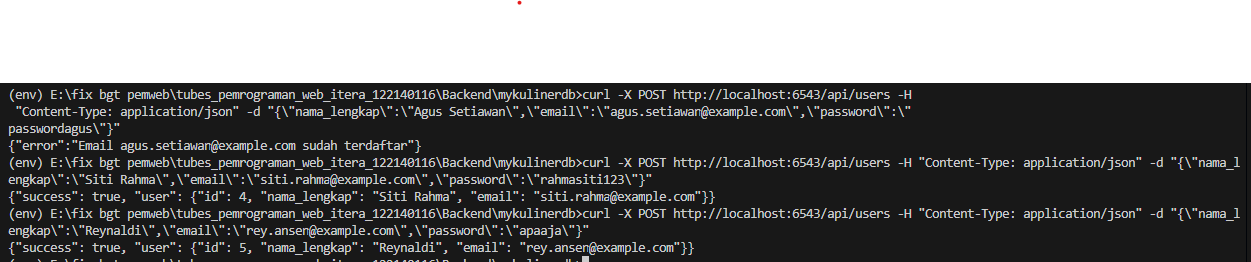 (env) E:\fix bgt pemweb\tubes_pemrograman_web_itera_122140116\Backend\mykulinerdb>curl -X POST http://localhost:6543/api/users -H
"Content-Type: application/json" -d "{\"nama_lengkap\":\"Agus Setiawan\",\"email\":\"agus.setiawan@example.com\",\"password\":\"
passwordagus\"}"
{"error":"Email agus.setiawan@example.com sudah terdaftar"}
(env) E:\fix bgt pemweb\tubes_pemrograman_web_itera_122140116\Backend\mykulinerdb>curl -X POST http://localhost:6543/api/users -H "Content-Type: application/json" -d "{\"nama_l
engkap\":\"Siti Rahma\",\"email\":\"siti.rahma@example.com\",\"password\":\"rahmasiti123\"}"
{"success": true, "user": {"id": 4, "nama_lengkap": "Siti Rahma", "email": "siti.rahma@example.com"}}
(env) E:\fix bgt pemweb\tubes_pemrograman_web_itera_122140116\Backend\mykulinerdb>curl -X POST http://localhost:6543/api/users -H "Content-Type: application/json" -d "{\"nama_l
engkap\":\"Reynaldi\",\"email\":\"rey.ansen@example.com\",\"password\":\"apaaja\"}"
{"success": true, "user": {"id": 5, "nama_lengkap": "Reynaldi", "email": "rey.ansen@example.com"}}